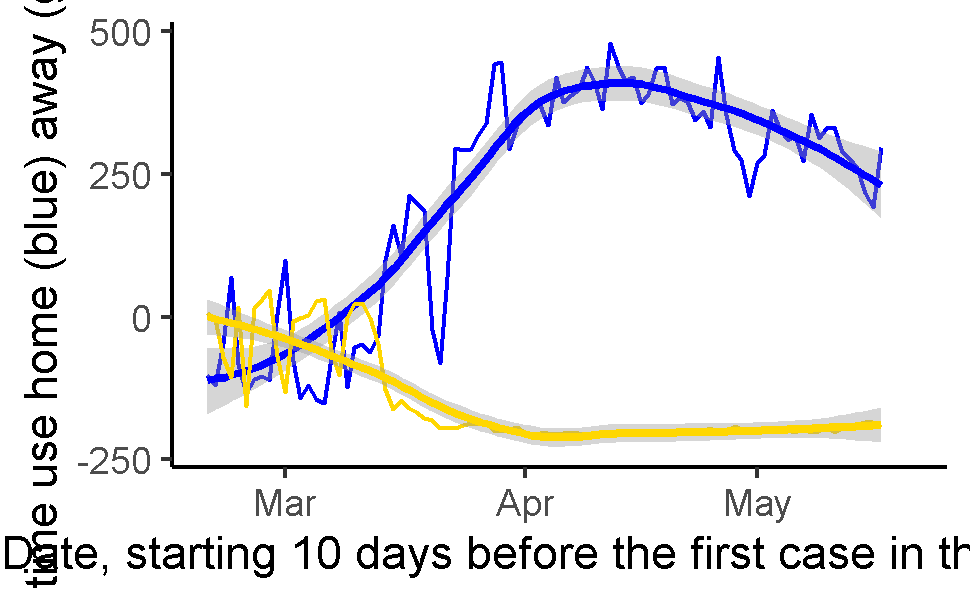 time use home (blue) away (
500
250
0
-250
Mar Apr May
Date, starting 10 days before the first case in th